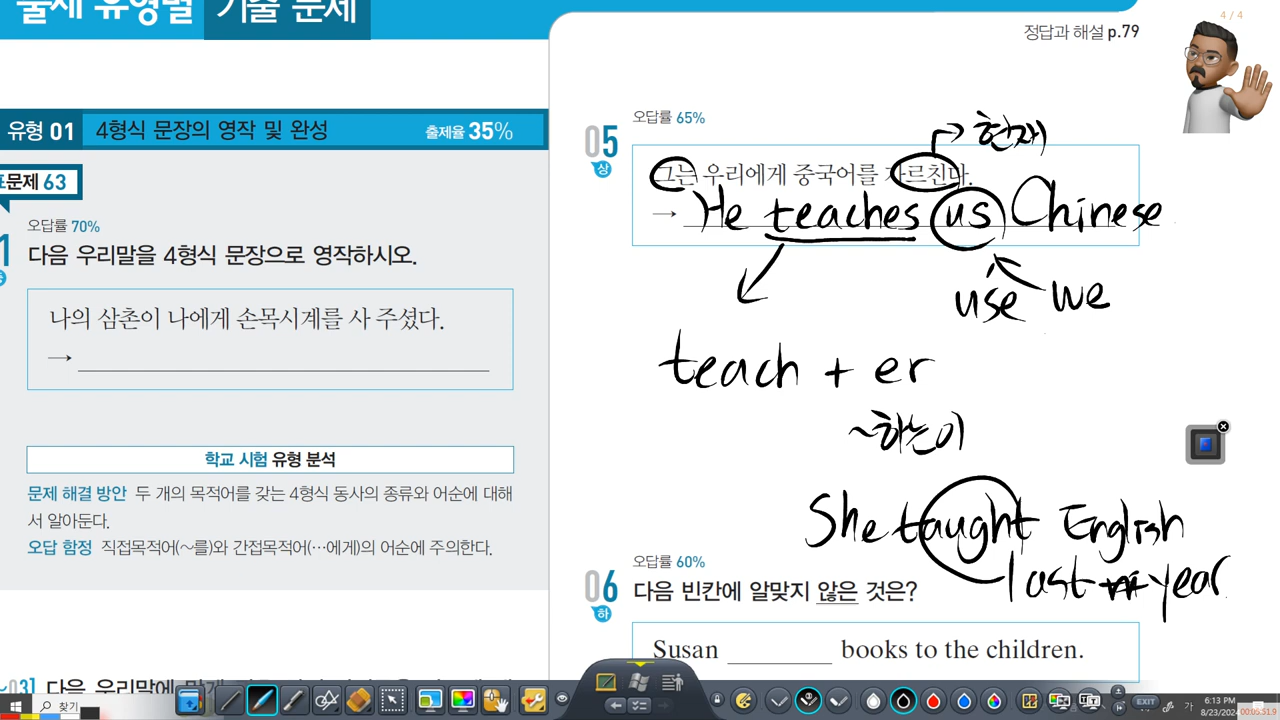 출제 유형별 기출 문제
4 / 4
정답과 해설 p.79
유형 01 4형식 문장의 영작 및 완성 출제율 35%
문제 63
오답률 70%
다음 우리말을 4형식 문장으로 영작하시오.
나의 삼촌이 나에게 손목시계를 사 주셨다.
→
학교 시험 유형 분석
문제 해결 방안 두 개의 목적어를 갖는 4형식 동사의 종류와 어순에 대해
서 알아둔다.
오답 함정 직접목적어(~를)와 간접목적어(…에게)의 어순에 주의한다.
오답률 65%
05
상
→ 현재
그는 우리에게 중국어를 가르친다.
→ He teaches us Chinese
use we
teach + er
~하는이
She taught English
last year
오답률 60%
06 다음 빈칸에 알맞지 않은 것은?
하
Susan ________ books to the children.
찾기
EXIT
가
6:13 PM
8/23/202
00:05:51.9